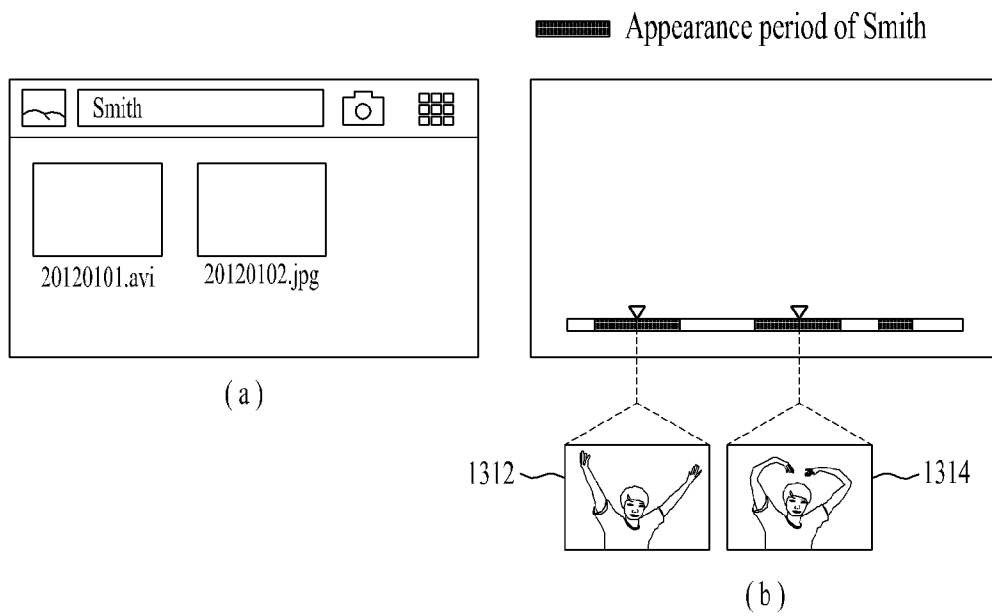 Appearance period of Smith
Smith
20120101.avi
20120102.jpg
(a)
1312
1314
(b)